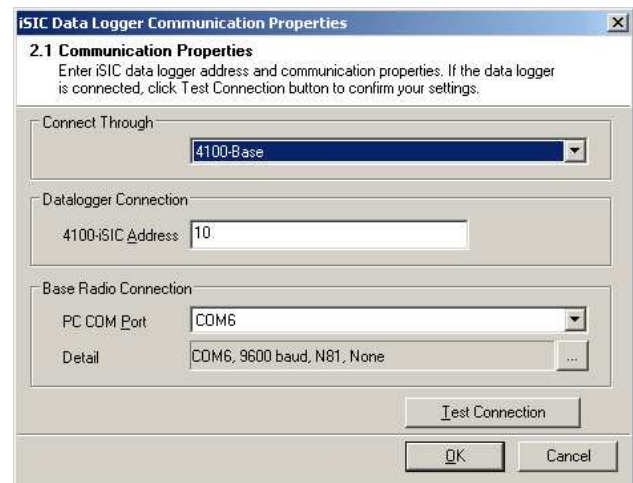 iSIC Data Logger Communication Properties
2.1 Communication Properties
Enter iSIC data logger address and communication properties. If the data logger
is connected, click Test Connection button to confirm your settings.
Connect Through
4100-Base
Datalogger Connection
4100-iSIC Address 10
Base Radio Connection
PC COM Port COM6
Detail COM6, 9600 baud, N81, None ...
Test Connection
OK Cancel